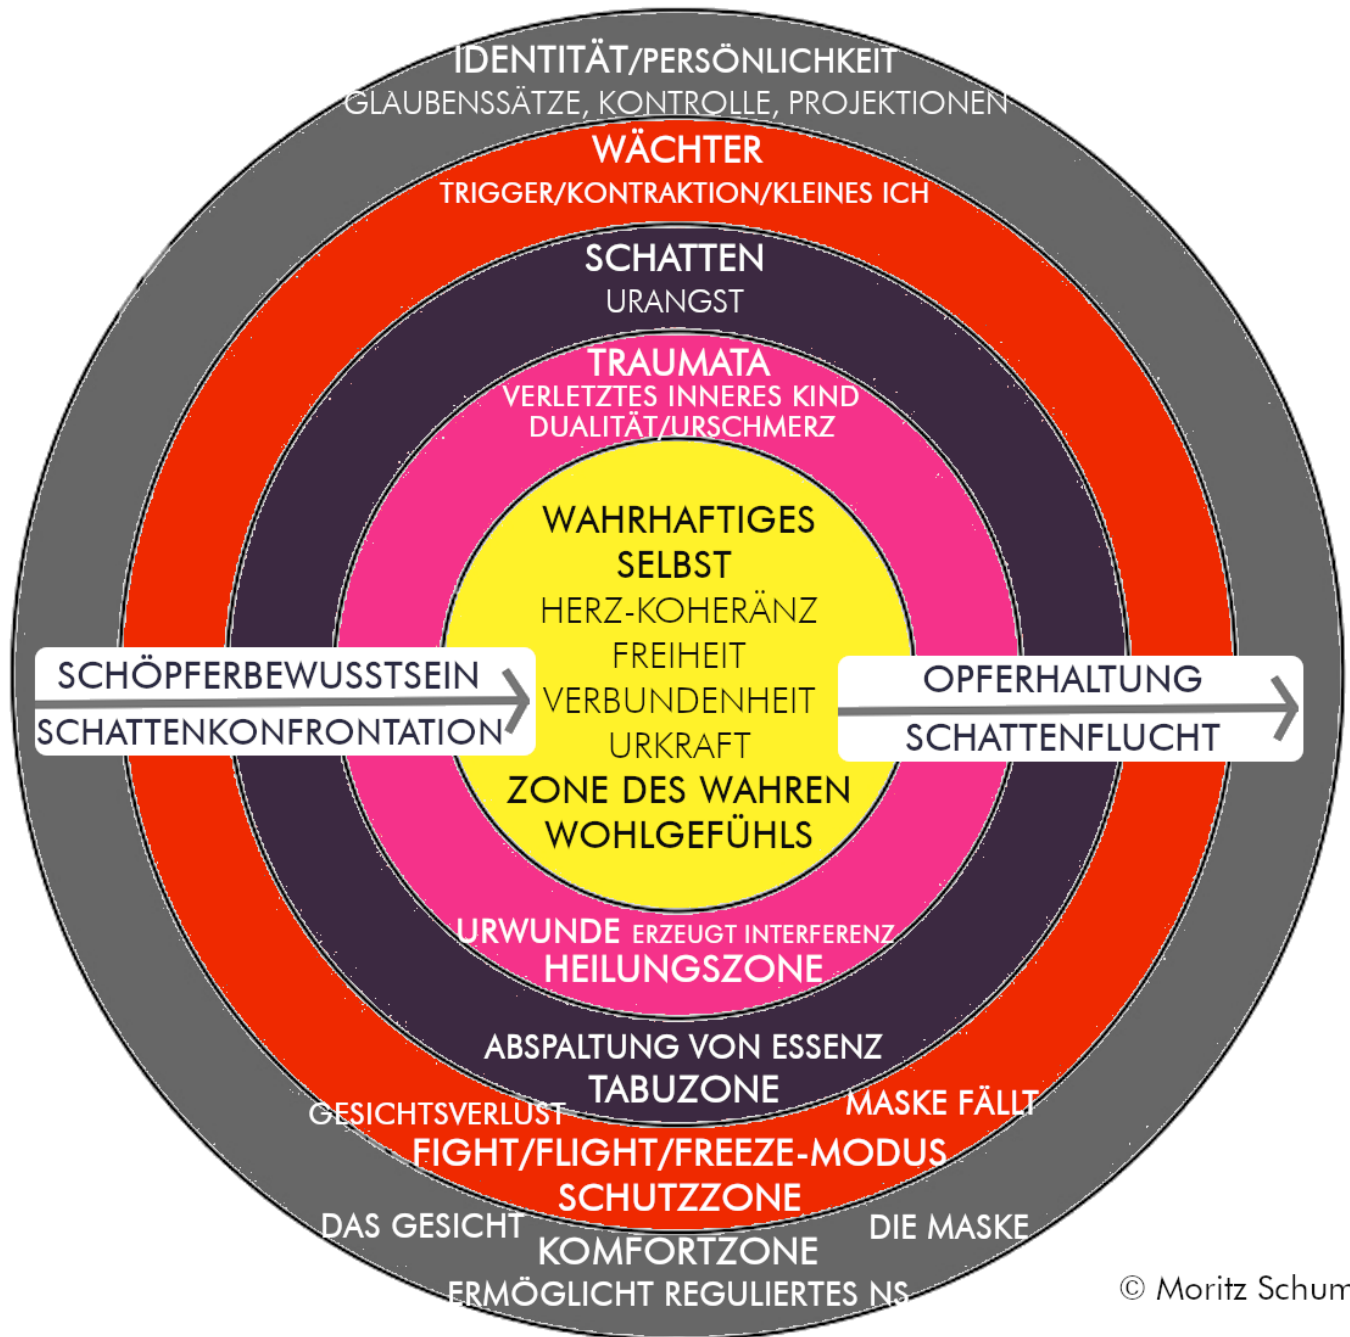 IDENTITÄT/PERSÖNLICHKEIT
GLAUBENSSÄTZE, KONTROLLE, PROJEKTIONEN
WÄCHTER
TRIGGER/KONTRAKTION/KLEINES ICH
SCHATTEN
URANGST
TRAUMATA
VERLETZTES INNERES KIND
DUALITÄT/URSCHMERZ
WAHRHAFTIGES
SELBST
HERZ-KOHERÄNZ
FREIHEIT
VERBUNDENHEIT
URKRAFT
ZONE DES WAHREN
WOHLGEFÜHLS
SCHÖPFERBEWUSSTSEIN
SCHATTENKONFRONTATION
OPFERHALTUNG
SCHATTENFLUCHT
URWUNDE ERZEUGT INTERFERENZ
HEILUNGSZONE
ABSPALTUNG VON ESSENZ
TABUZONE
GESICHTSVERLUST
MASKE FÄLLT
FIGHT/FLIGHT/FREEZE-MODUS
SCHUTZZONE
DAS GESICHT
DIE MASKE
KOMFORTZONE
ERMÖGLICHT REGULIERTES NS
© Moritz Schum